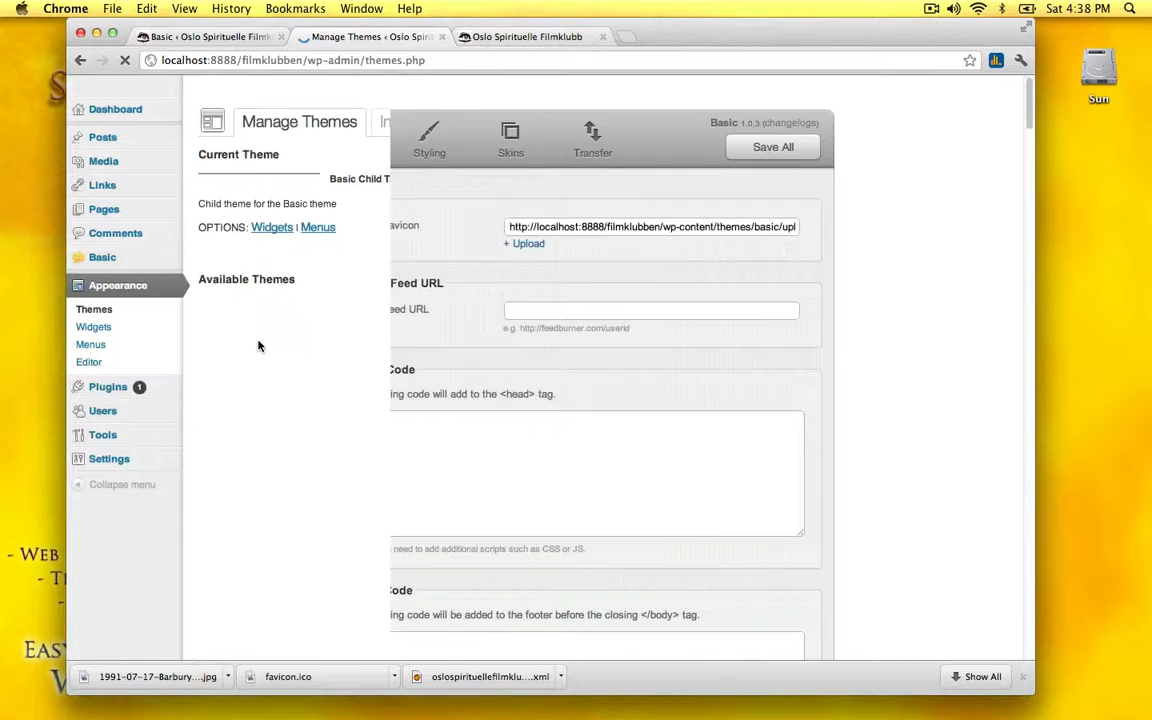 Chrome File Edit View History Bookmarks Window Help Sat 4:38 PM
Basic ‹ Oslo Spirituelle Filmk
Manage Themes ‹ Oslo Spiri
Oslo Spirituelle Filmklubb
localhost:8888/filmklubben/wp-admin/themes.php
Sun
Dashboard
Posts
Media
Links
Pages
Comments
Basic
Appearance
Themes
Widgets
Menus
Editor
Plugins 1
Users
Tools
Settings
Collapse menu
Manage Themes In
Current Theme
Basic Child T
Child theme for the Basic theme
OPTIONS: Widgets | Menus
Available Themes
Styling
Skins
Transfer
Basic 1.0.3 (changelogs)
Save All
avicon
http://localhost:8888/filmklubben/wp-content/themes/basic/upl
+ Upload
Feed URL
eed URL
e.g. http://feedburner.com/userid
Code
ing code will add to the <head> tag.
need to add additional scripts such as CSS or JS.
Code
ing code will be added to the footer before the closing </body> tag.
- WEB
- T
-
EAS
1991-07-17-Barbury....jpg
favicon.ico
oslospirituellefilmklu....xml
Show All